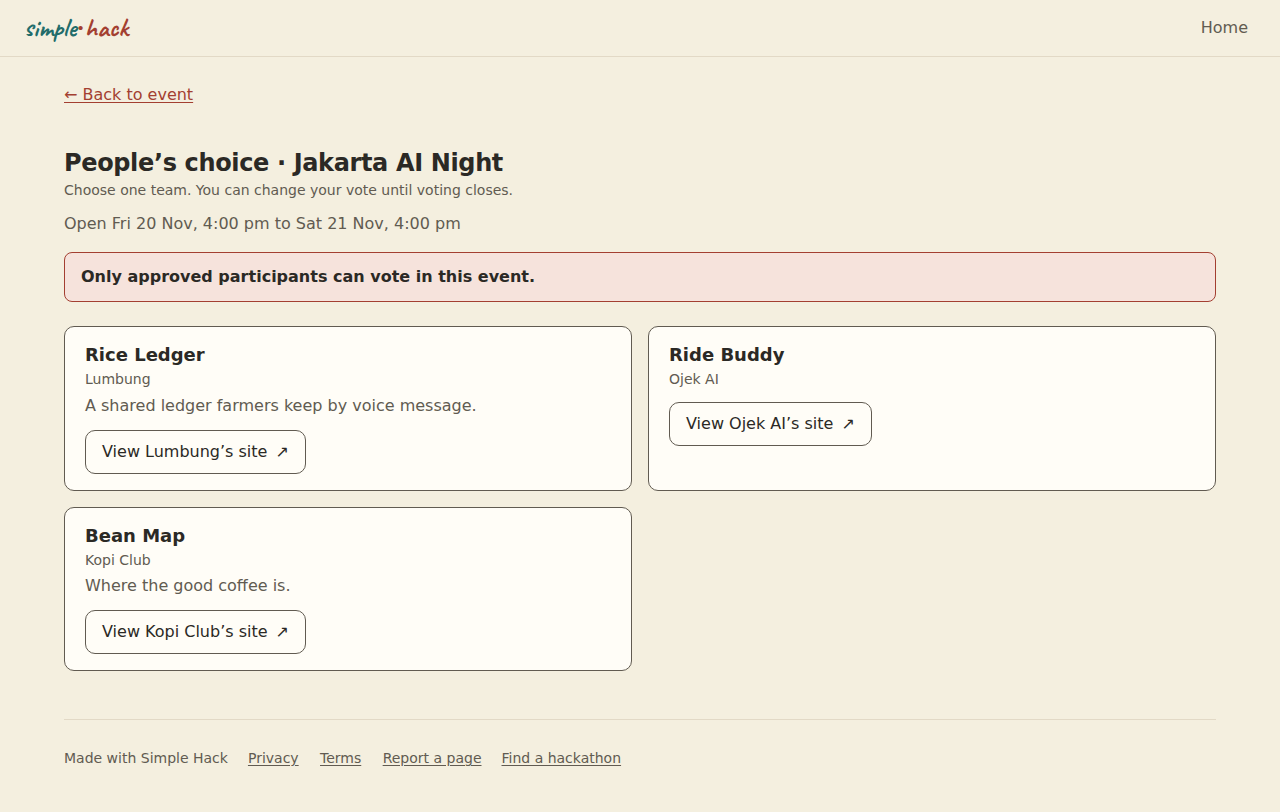 simple·hack
Home
← Back to event
People’s choice · Jakarta AI Night
Choose one team. You can change your vote until voting closes.
Open Fri 20 Nov, 4:00 pm to Sat 21 Nov, 4:00 pm
Only approved participants can vote in this event.
Rice Ledger
Lumbung
A shared ledger farmers keep by voice message.
View Lumbung’s site ↗
Ride Buddy
Ojek AI
View Ojek AI’s site ↗
Bean Map
Kopi Club
Where the good coffee is.
View Kopi Club’s site ↗
Made with Simple Hack Privacy Terms Report a page Find a hackathon